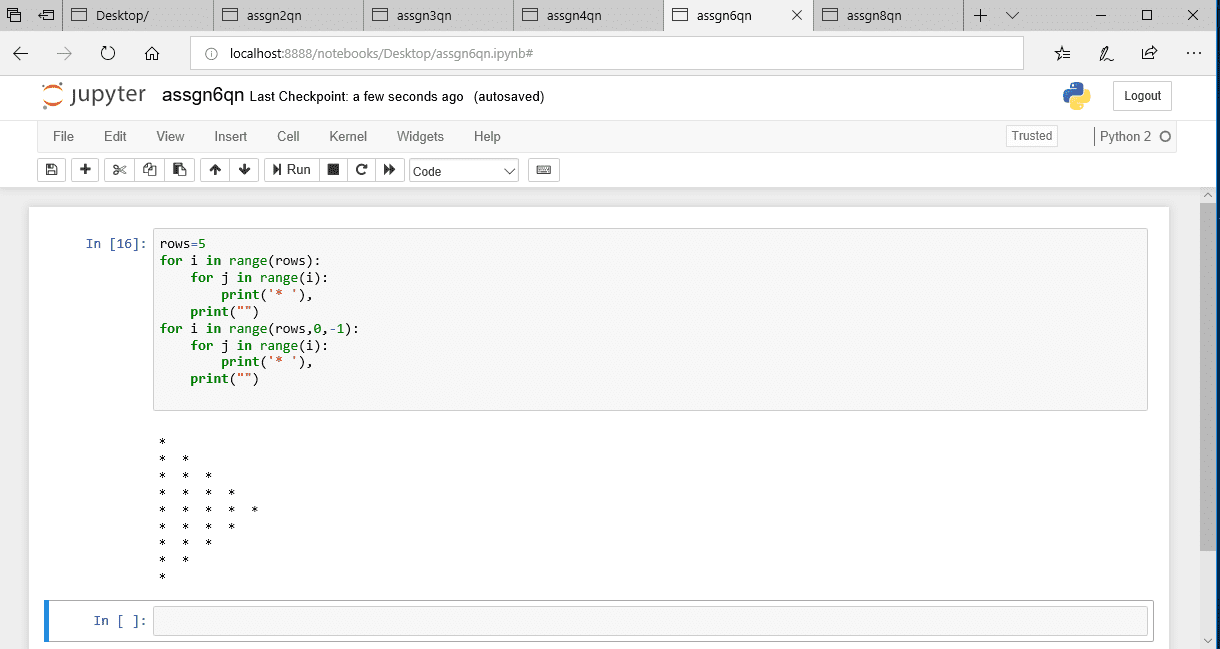 Desktop/ assgn2qn assgn3qn assgn4qn assgn6qn assgn8qn
localhost:8888/notebooks/Desktop/assgn6qn.ipynb#
jupyter assgn6qn Last Checkpoint: a few seconds ago (autosaved) Logout
File Edit View Insert Cell Kernel Widgets Help Trusted Python 2
Run Code
In [16]: rows=5
for i in range(rows):
    for j in range(i):
        print('* '),
    print("")
for i in range(rows,0,-1):
    for j in range(i):
        print('* '),
    print("")
*
*  *
*  *  *
*  *  *  *
*  *  *  *  *
*  *  *  *
*  *  *
*  *
*
In [ ]: